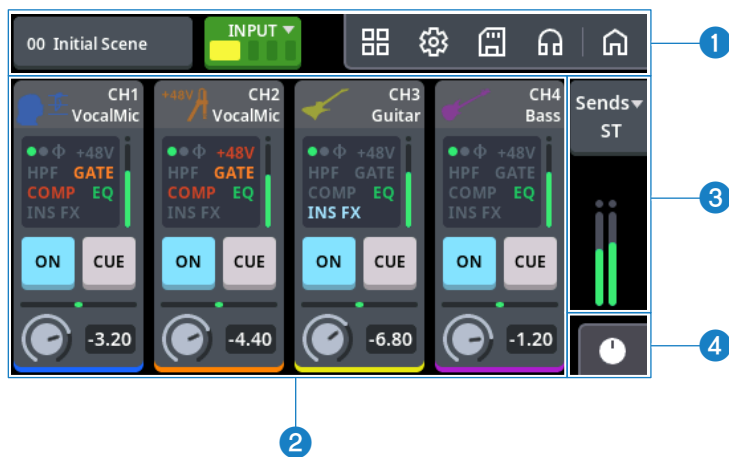 00 Initial Scene
INPUT
1
CH1
VocalMic
Φ +48V
HPF GATE
COMP EQ
INS FX
ON CUE
-3.20
+48V
CH2
VocalMic
Φ +48V
HPF GATE
COMP EQ
INS FX
ON CUE
-4.40
CH3
Guitar
Φ +48V
HPF GATE
COMP EQ
INS FX
ON CUE
-6.80
CH4
Bass
Φ +48V
HPF GATE
COMP EQ
INS FX
ON CUE
-1.20
Sends
ST
3
4
2